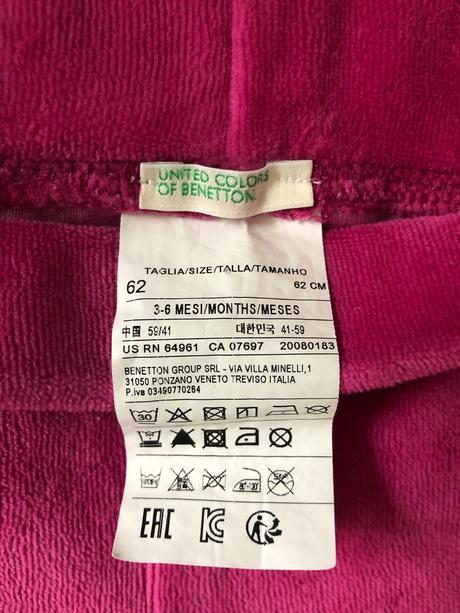 UNITED COLORS
OF BENETTON
TAGLIA/SIZE/TALLA/TAMANHO
62 62 CM
3-6 MESI/MONTHS/MESES
中国 59/41 대한민국 41-59
US RN 64961 CA 07697 20080183
BENETTON GROUP SRL - VIA VILLA MINELLI,1
31050 PONZANO VENETO TREVISO ITALIA
P.iva 03490770264
30
EAC